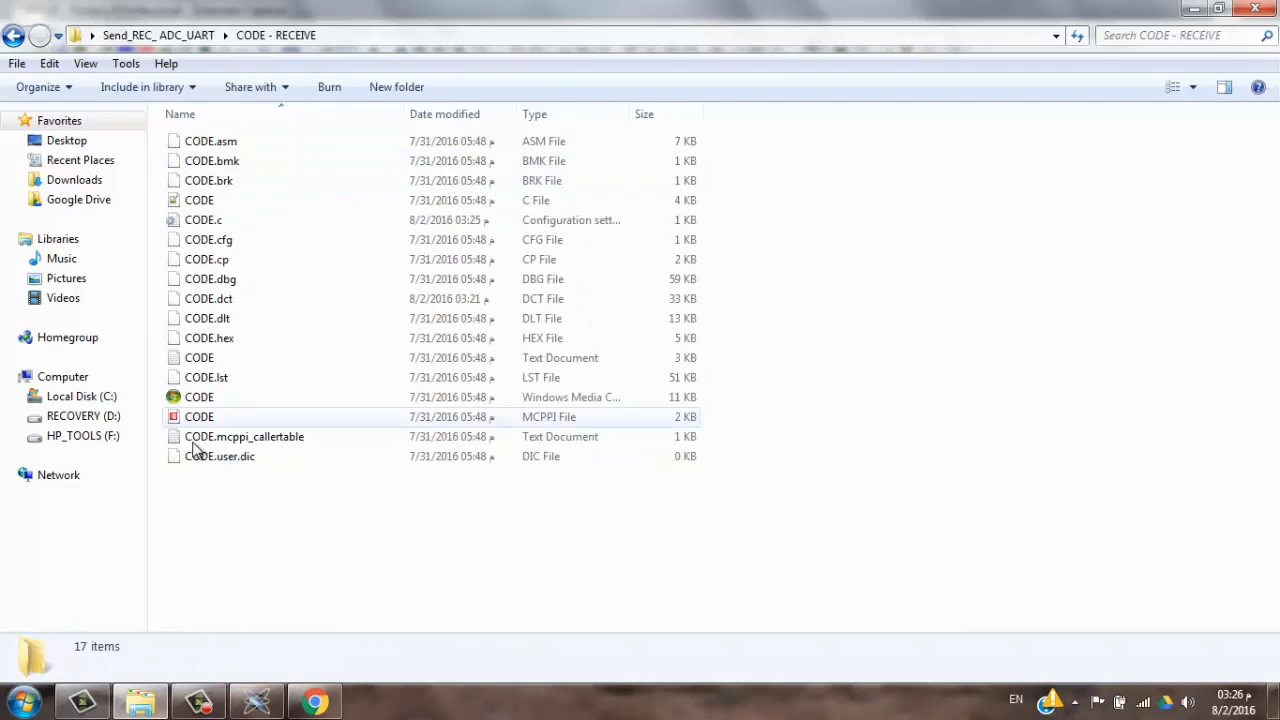 Send_REC_ ADC_UART CODE - RECEIVE Search CODE - RECEIVE
File Edit View Tools Help
Organize Include in library Share with Burn New folder
Name Date modified Type Size
Favorites
Desktop
Recent Places
Downloads
Google Drive
Libraries
Music
Pictures
Videos
Homegroup
Computer
Local Disk (C:)
RECOVERY (D:)
HP_TOOLS (F:)
Network
CODE.asm 7/31/2016 05:48 م ASM File 7 KB
CODE.bmk 7/31/2016 05:48 م BMK File 1 KB
CODE.brk 7/31/2016 05:48 م BRK File 1 KB
CODE 7/31/2016 05:48 م C File 4 KB
CODE.c 8/2/2016 03:25 م Configuration sett... 1 KB
CODE.cfg 7/31/2016 05:48 م CFG File 1 KB
CODE.cp 7/31/2016 05:48 م CP File 2 KB
CODE.dbg 7/31/2016 05:48 م DBG File 59 KB
CODE.dct 8/2/2016 03:21 م DCT File 33 KB
CODE.dlt 7/31/2016 05:48 م DLT File 13 KB
CODE.hex 7/31/2016 05:48 م HEX File 5 KB
CODE 7/31/2016 05:48 م Text Document 3 KB
CODE.lst 7/31/2016 05:48 م LST File 51 KB
CODE 7/31/2016 05:48 م Windows Media C... 11 KB
CODE 7/31/2016 05:48 م MCPPI File 2 KB
CODE.mcppi_callertable 7/31/2016 05:48 م Text Document 1 KB
CODE.user.dic 7/31/2016 05:48 م DIC File 0 KB
17 items
EN
03:26 م
8/2/2016